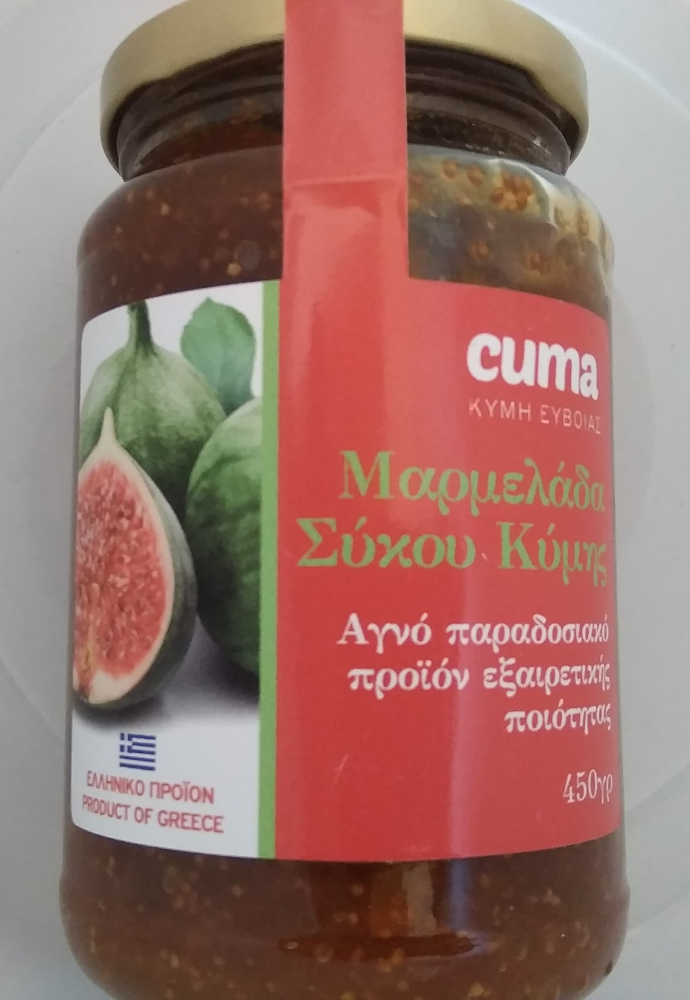 cuma
ΚΥΜΗ ΕΥΒΟΙΑΣ
Μαρμελάδα
Σύκου Κύμης
Αγνό παραδοσιακό
προϊόν εξαιρετικής
ποιότητας
450γρ
ΕΛΛΗΝΙΚΟ ΠΡΟΪΟΝ
PRODUCT OF GREECE